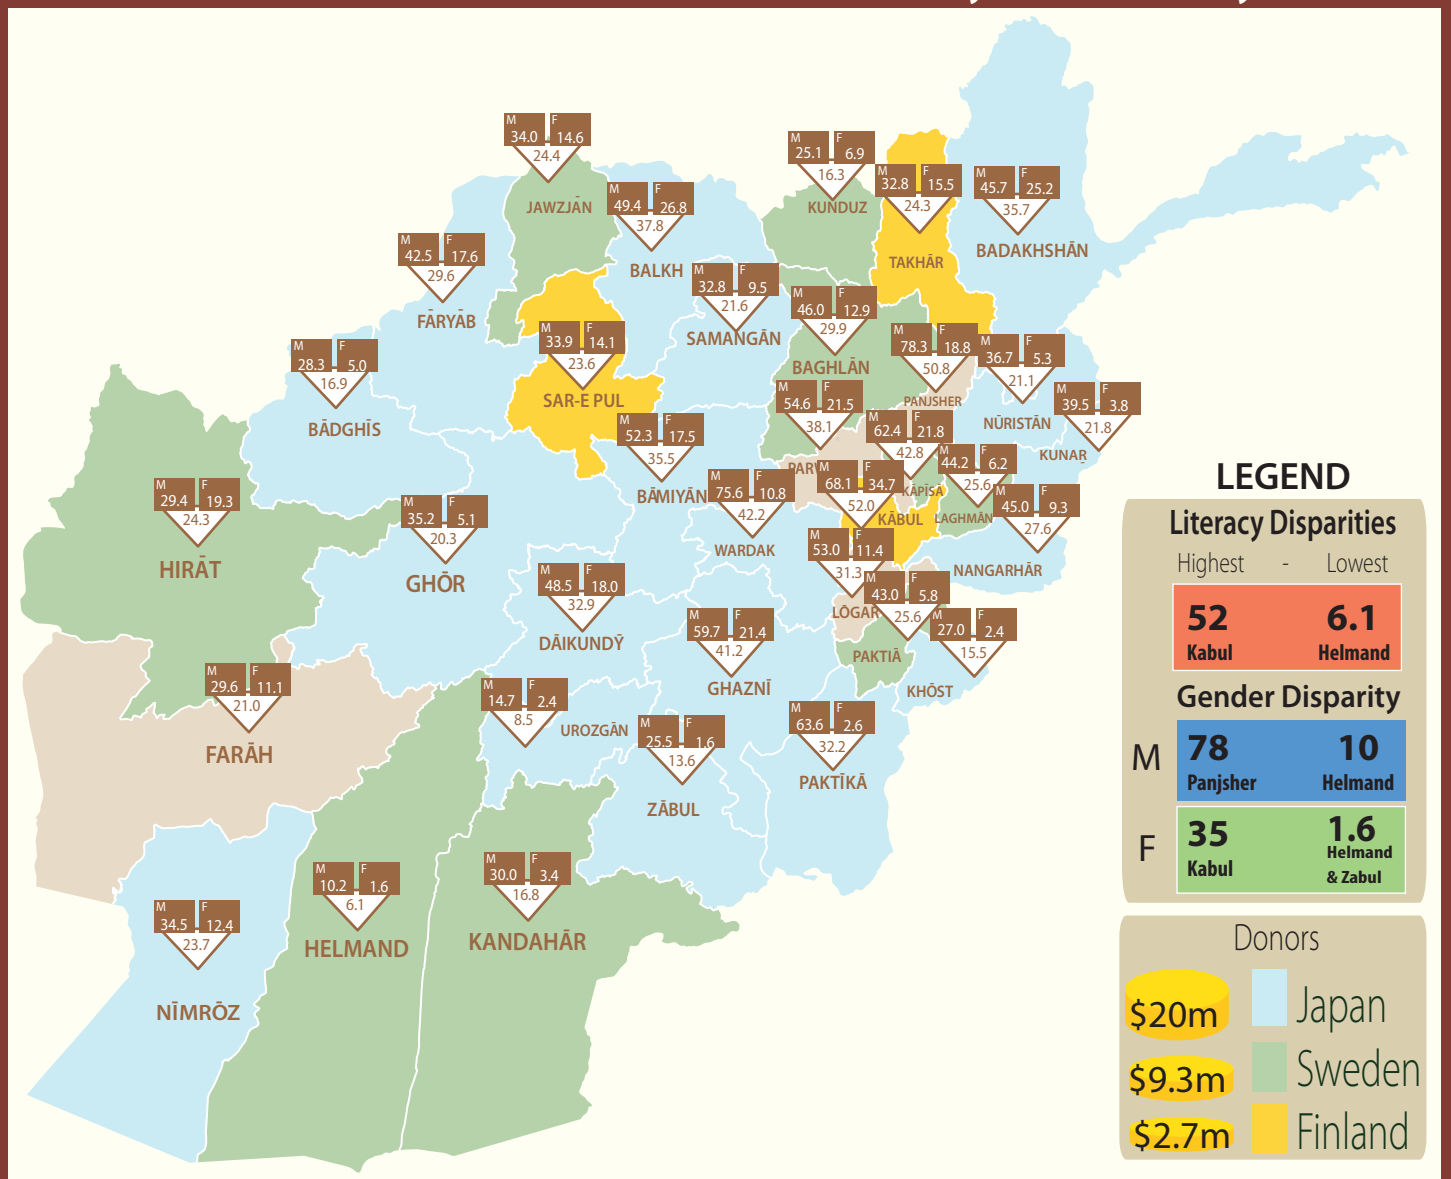 M F
34.0 14.6
24.4
JAWZJĀN
M F
25.1 6.9
16.3
KUNDUZ
M F
32.8 15.5
24.3
TAKHĀR
M F
45.7 25.2
35.7
BADAKHSHĀN
M F
49.4 26.8
37.8
BALKH
M F
42.5 17.6
29.6
FĀRYĀB
M F
32.8 9.5
21.6
SAMANGĀN
M F
46.0 12.9
29.9
BAGHLĀN
M F
33.9 14.1
23.6
SAR-E PUL
M F
78.3 18.8
50.8
PANJSHER
M F
36.7 5.3
21.1
NŪRISTĀN
M F
28.3 5.0
16.9
BĀDGHĪS
M F
54.6 21.5
38.1
PARV
M F
39.5 3.8
21.8
KUNAṞ
M F
52.3 17.5
35.5
BĀMIYĀN
M F
62.4 21.8
42.8
KĀPĪSĀ
M F
44.2 6.2
25.6
LAGHMĀN
M F
68.1 34.7
52.0
KĀBUL
M F
75.6 10.8
42.2
WARDAK
M F
45.0 9.3
27.6
NANGARHĀR
M F
29.4 19.3
24.3
HIRĀT
M F
35.2 5.1
20.3
GHŌR
M F
53.0 11.4
31.3
LŌGAR
M F
48.5 18.0
32.9
DĀIKUNDȲ
M F
43.0 5.8
25.6
PAKTIĀ
M F
27.0 2.4
15.5
KHŌST
M F
59.7 21.4
41.2
GHAZNĪ
M F
29.6 11.1
21.0
FARĀH
M F
14.7 2.4
8.5
UROZGĀN
M F
25.5 1.6
13.6
ZĀBUL
M F
63.6 2.6
32.2
PAKTĪKĀ
M F
10.2 1.6
6.1
HELMAND
M F
30.0 3.4
16.8
KANDAHĀR
M F
34.5 12.4
23.7
NĪMRŌZ
LEGEND
Literacy Disparities
Highest - Lowest
52 6.1
Kabul Helmand
Gender Disparity
M 78 10
Panjsher Helmand
F 35 1.6
Kabul Helmand
& Zabul
Donors
$20m Japan
$9.3m Sweden
$2.7m Finland